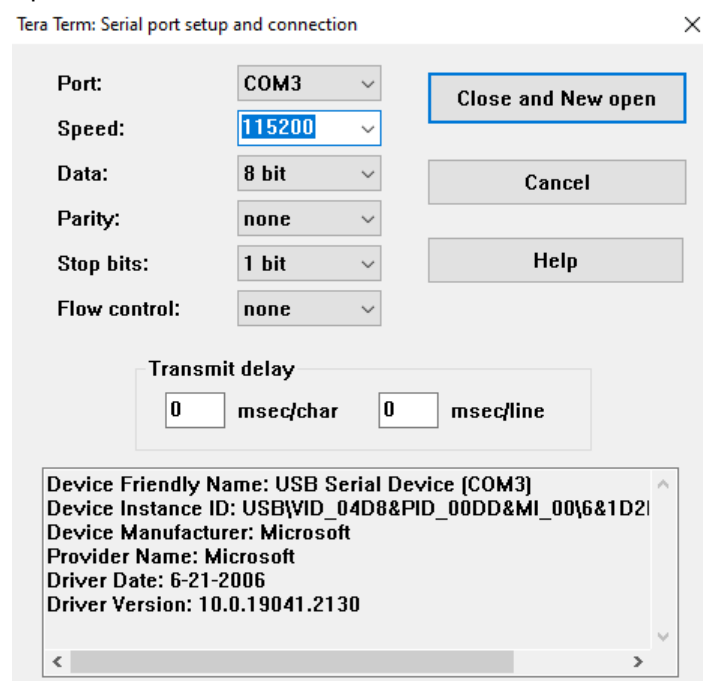 Tera Term: Serial port setup and connection
Port: COM3
Close and New open
Speed: 115200
Data: 8 bit
Cancel
Parity: none
Stop bits: 1 bit
Help
Flow control: none
Transmit delay
0 msec/char 0 msec/line
Device Friendly Name: USB Serial Device (COM3)
Device Instance ID: USB\VID_04D8&PID_00DD&MI_00\6&1D2
Device Manufacturer: Microsoft
Provider Name: Microsoft
Driver Date: 6-21-2006
Driver Version: 10.0.19041.2130